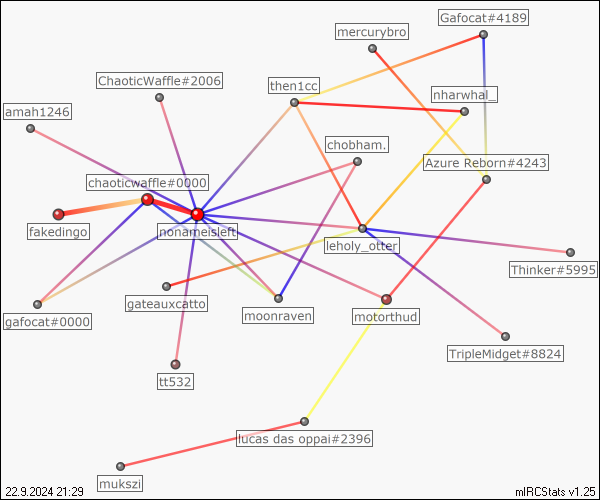 Gafocat#4189
mercurybro
ChaoticWaffle#2006
then1cc
nharwhal_
amah1246
chobham.
Azure Reborn#4243
chaoticwaffle#0000
fakedingo
nonameisleft
leholy_otter
Thinker#5995
gateauxcatto
moonraven
motorthud
gafocat#0000
TripleMidget#8824
tt532
lucas das oppai#2396
mukszi
22.9.2024 21:29
mIRCStats v1.25